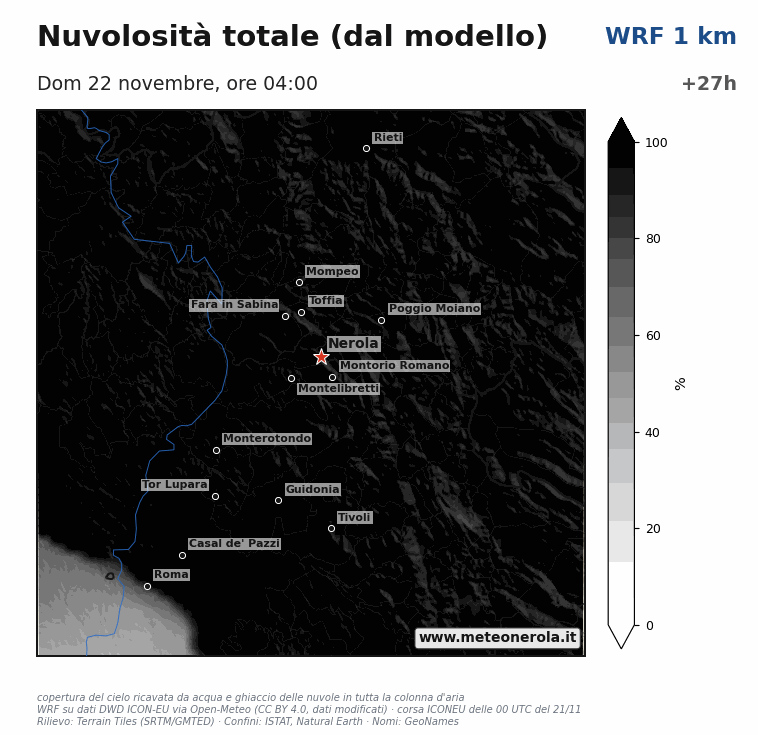 Nuvolosità totale (dal modello)
WRF 1 km
Dom 22 novembre, ore 04:00
+27h
Rieti
Mompeo
Toffia
Fara in Sabina
Poggio Moiano
Nerola
Montorio Romano
Montelibretti
Monterotondo
Tor Lupara
Guidonia
Tivoli
Casal de' Pazzi
Roma
www.meteonerola.it
100
80
60
40
20
0
%
copertura del cielo ricavata da acqua e ghiaccio delle nuvole in tutta la colonna d'aria
WRF su dati DWD ICON-EU via Open-Meteo (CC BY 4.0, dati modificati) · corsa ICONEU delle 00 UTC del 21/11
Rilievo: Terrain Tiles (SRTM/GMTED) · Confini: ISTAT, Natural Earth · Nomi: GeoNames